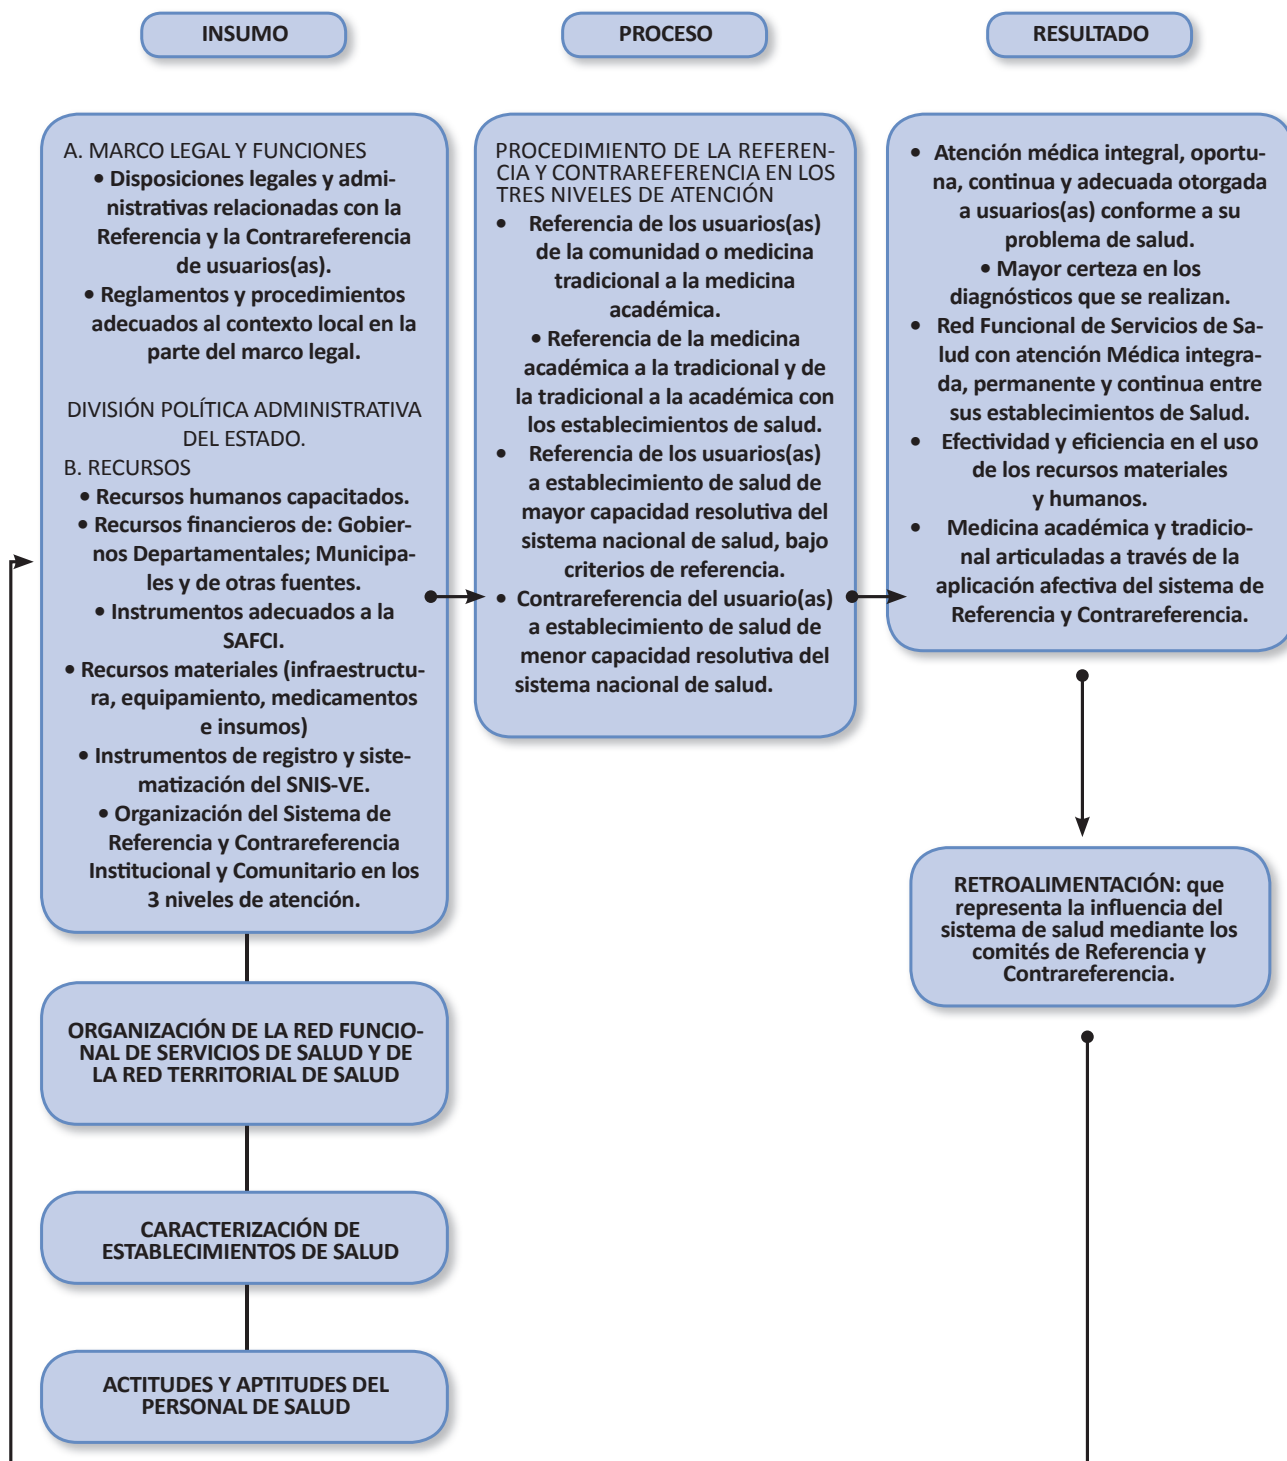 INSUMO
PROCESO
RESULTADO
A. MARCO LEGAL Y FUNCIONES
• Disposiciones legales y admi-
nistrativas relacionadas con la
Referencia y la Contrareferencia
de usuarios(as).
• Reglamentos y procedimientos
adecuados al contexto local en la
parte del marco legal.
DIVISIÓN POLÍTICA ADMINISTRATIVA
DEL ESTADO.
B. RECURSOS
• Recursos humanos capacitados.
• Recursos financieros de: Gobier-
nos Departamentales; Municipa-
les y de otras fuentes.
• Instrumentos adecuados a la
SAFCI.
• Recursos materiales (infraestructu-
ra, equipamiento, medicamentos
e insumos)
• Instrumentos de registro y siste-
matización del SNIS-VE.
• Organización del Sistema de
Referencia y Contrareferencia
Institucional y Comunitario en los
3 niveles de atención.
ORGANIZACIÓN DE LA RED FUNCIO-
NAL DE SERVICIOS DE SALUD Y DE
LA RED TERRITORIAL DE SALUD
CARACTERIZACIÓN DE
ESTABLECIMIENTOS DE SALUD
ACTITUDES Y APTITUDES DEL
PERSONAL DE SALUD
PROCEDIMIENTO DE LA REFEREN-
CIA Y CONTRAREFERENCIA EN LOS
TRES NIVELES DE ATENCIÓN
• Referencia de los usuarios(as)
de la comunidad o medicina
tradicional a la medicina
académica.
• Referencia de la medicina
académica a la tradicional y de
la tradicional a la académica con
los establecimientos de salud.
• Referencia de los usuarios(as)
a establecimiento de salud de
mayor capacidad resolutiva del
sistema nacional de salud, bajo
criterios de referencia.
• Contrareferencia del usuario(as)
a establecimiento de salud de
menor capacidad resolutiva del
sistema nacional de salud.
• Atención médica integral, oportu-
na, continua y adecuada otorgada
a usuarios(as) conforme a su
problema de salud.
• Mayor certeza en los
diagnósticos que se realizan.
• Red Funcional de Servicios de Sa-
lud con atención Médica integra-
da, permanente y continua entre
sus establecimientos de Salud.
• Efectividad y eficiencia en el uso
de los recursos materiales
y humanos.
• Medicina académica y tradicio-
nal articuladas a través de la
aplicación afectiva del sistema de
Referencia y Contrareferencia.
RETROALIMENTACIÓN: que
representa la influencia del
sistema de salud mediante los
comités de Referencia y
Contrareferencia.